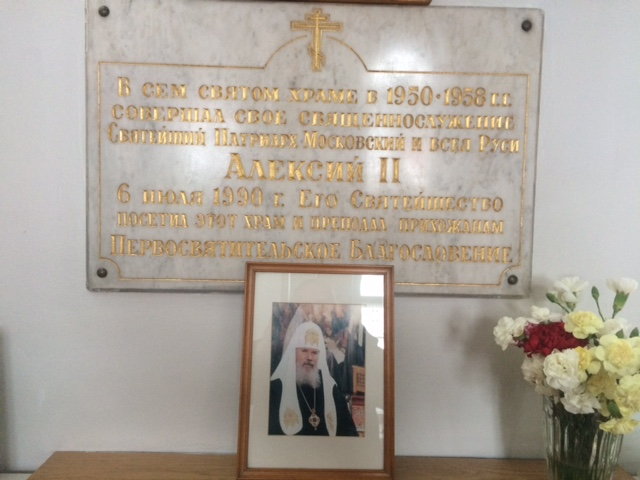 В СЕМ СВЯТОМ ХРАМЕ В 1950-1958 ГГ.
СОВЕРШАЛ СВОЕ СВЯЩЕННОСЛУЖЕНИЕ
СВЯТЕЙШИЙ ПАТРИАРХ МОСКОВСКИЙ И ВСЕЯ РУСИ
АЛЕКСИЙ II
6 ИЮЛЯ 1990 Г. ЕГО СВЯТЕЙШЕСТВО
ПОСЕТИЛ ЭТОТ ХРАМ И ПРЕПОДАЛ ПРИХОЖАНАМ
ПЕРВОСВЯТИТЕЛЬСКОЕ БЛАГОСЛОВЕНИЕ